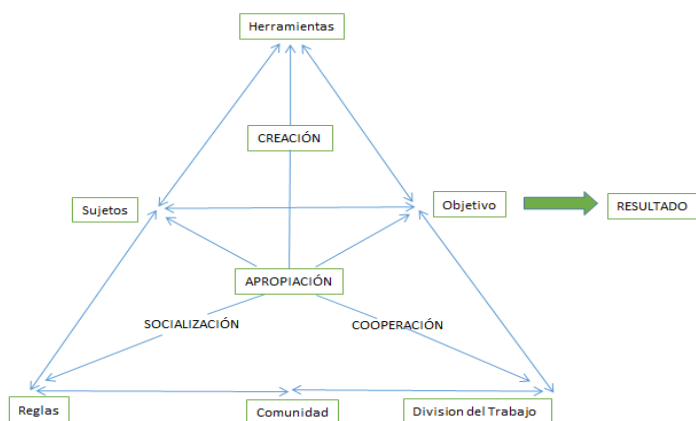 Herramientas
CREACIÓN
Sujetos
Objetivo
RESULTADO
APROPIACIÓN
SOCIALIZACIÓN
COOPERACIÓN
Reglas
Comunidad
Division del Trabajo